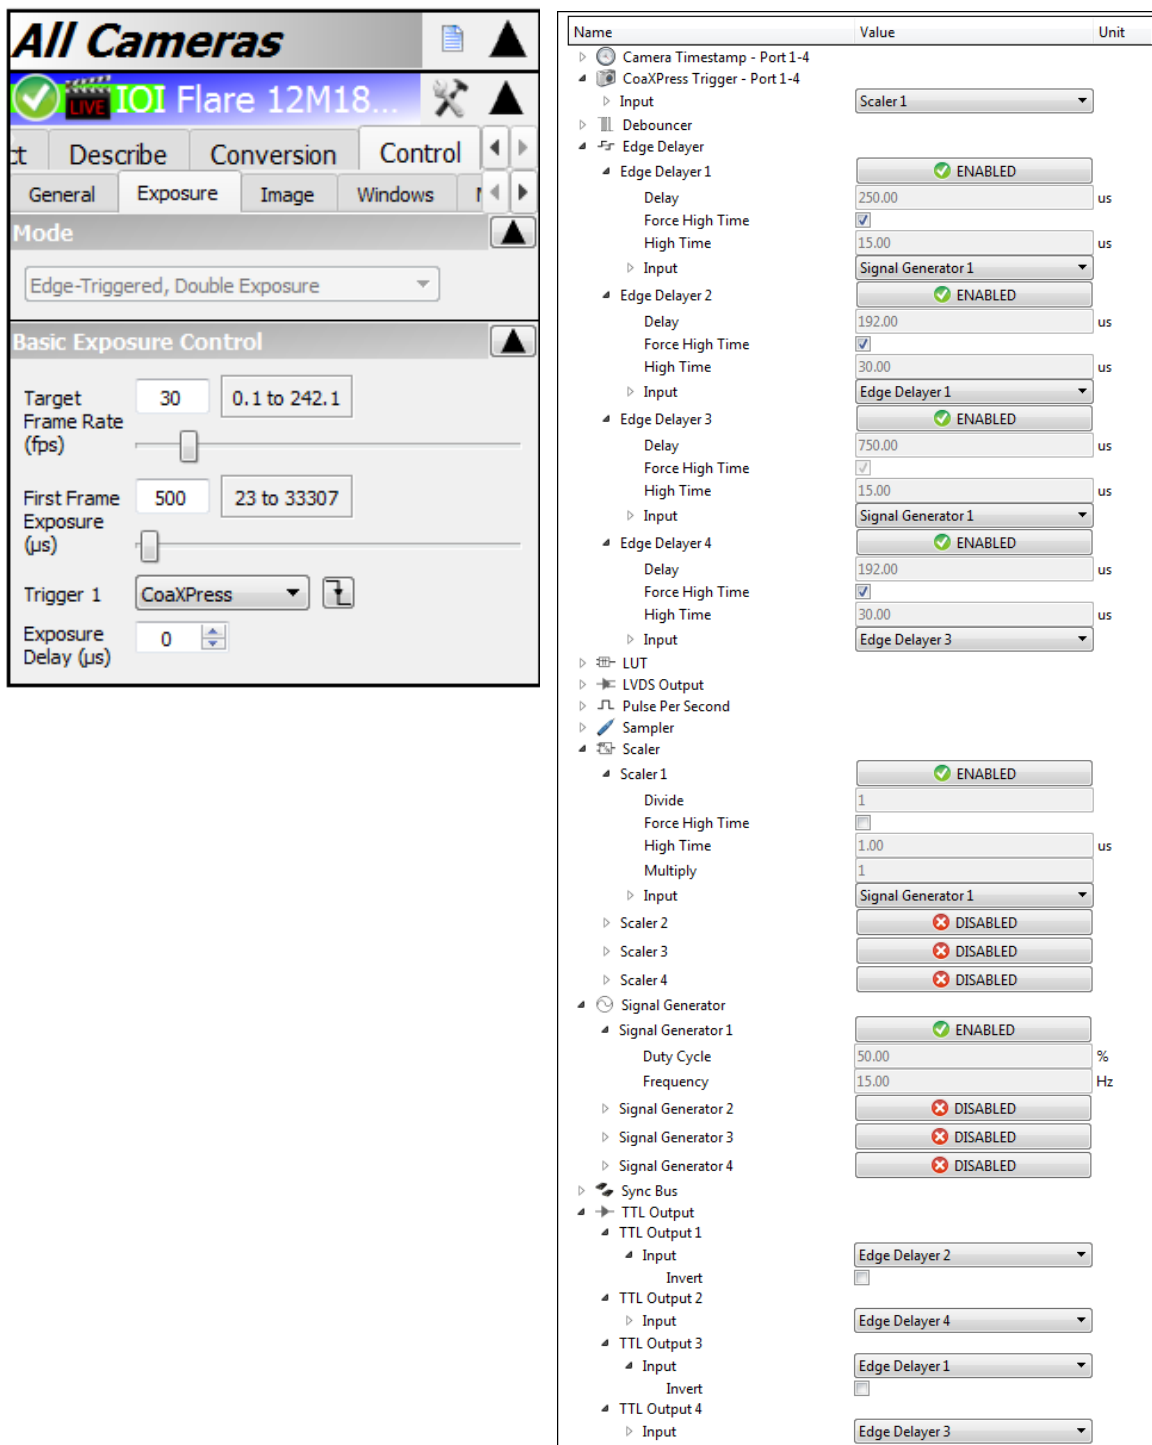 All Cameras
LIVE IOI Flare 12M18...
ct Describe Conversion Control
General Exposure Image Windows
Mode
Edge-Triggered, Double Exposure
Basic Exposure Control
Target Frame Rate (fps) 30 0.1 to 242.1
First Frame Exposure (µs) 500 23 to 33307
Trigger 1 CoaXPress
Exposure Delay (µs) 0
Name Value Unit
Camera Timestamp - Port 1-4
CoaXPress Trigger - Port 1-4
Input Scaler 1
Debouncer
Edge Delayer
Edge Delayer 1 ENABLED
Delay 250.00 us
Force High Time
High Time 15.00 us
Input Signal Generator 1
Edge Delayer 2 ENABLED
Delay 192.00 us
Force High Time
High Time 30.00 us
Input Edge Delayer 1
Edge Delayer 3 ENABLED
Delay 750.00 us
Force High Time
High Time 15.00 us
Input Signal Generator 1
Edge Delayer 4 ENABLED
Delay 192.00 us
Force High Time
High Time 30.00 us
Input Edge Delayer 3
LUT
LVDS Output
Pulse Per Second
Sampler
Scaler
Scaler 1 ENABLED
Divide 1
Force High Time
High Time 1.00 us
Multiply 1
Input Signal Generator 1
Scaler 2 DISABLED
Scaler 3 DISABLED
Scaler 4 DISABLED
Signal Generator
Signal Generator 1 ENABLED
Duty Cycle 50.00 %
Frequency 15.00 Hz
Signal Generator 2 DISABLED
Signal Generator 3 DISABLED
Signal Generator 4 DISABLED
Sync Bus
TTL Output
TTL Output 1
Input Edge Delayer 2
Invert
TTL Output 2
Input Edge Delayer 4
TTL Output 3
Input Edge Delayer 1
Invert
TTL Output 4
Input Edge Delayer 3